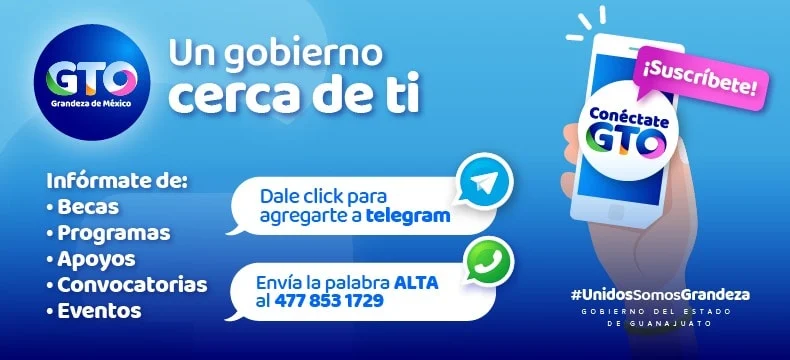 GTO
Grandeza de México
Un gobierno
cerca de ti
¡Suscríbete!
Conéctate
GTO
Infórmate de:
• Becas
• Programas
• Apoyos
• Convocatorias
• Eventos
Dale click para
agregarte a telegram
Envía la palabra ALTA
al 477 853 1729
#UnidosSomosGrandeza
GOBIERNO DEL ESTADO
DE GUANAJUATO